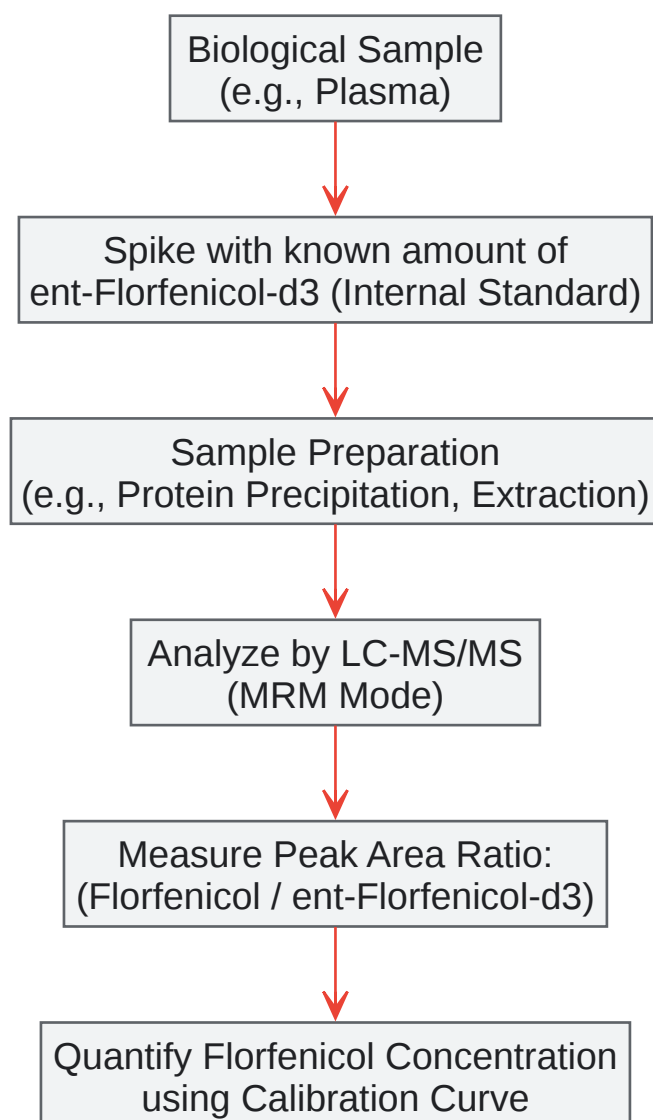 Biological Sample
(e.g., Plasma)
Spike with known amount of
ent-Florfenicol-d3 (Internal Standard)
Sample Preparation
(e.g., Protein Precipitation, Extraction)
Analyze by LC-MS/MS
(MRM Mode)
Measure Peak Area Ratio:
(Florfenicol / ent-Florfenicol-d3)
Quantify Florfenicol Concentration
using Calibration Curve